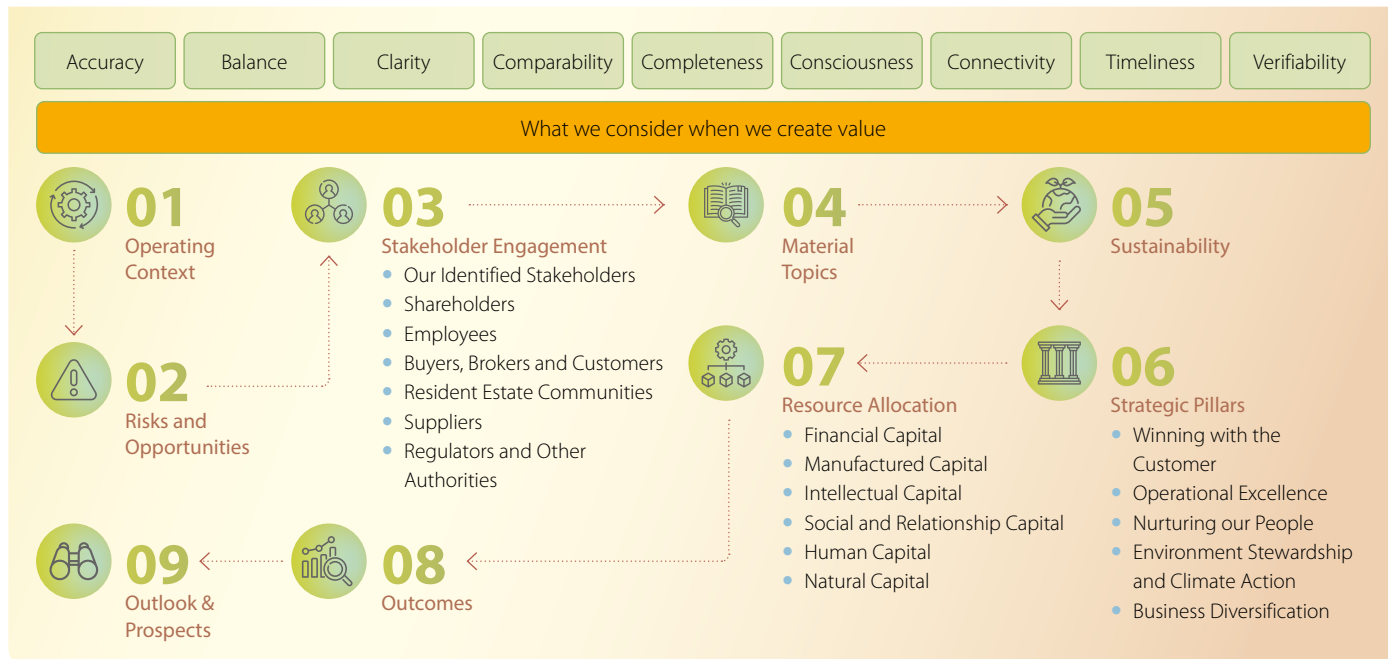 Accuracy
Balance
Clarity
Comparability
Completeness
Consciousness
Connectivity
Timeliness
Verifiability
What we consider when we create value
01
Operating
Context
02
Risks and
Opportunities
03
Stakeholder Engagement
Our Identified Stakeholders
Shareholders
Employees
Buyers, Brokers and Customers
Resident Estate Communities
Suppliers
Regulators and Other
Authorities
04
Material
Topics
05
Sustainability
06
Strategic Pillars
Winning with the
Customer
Operational Excellence
Nurturing our People
Environment Stewardship
and Climate Action
Business Diversification
07
Resource Allocation
Financial Capital
Manufactured Capital
Intellectual Capital
Social and Relationship Capital
Human Capital
Natural Capital
08
Outcomes
09
Outlook &
Prospects